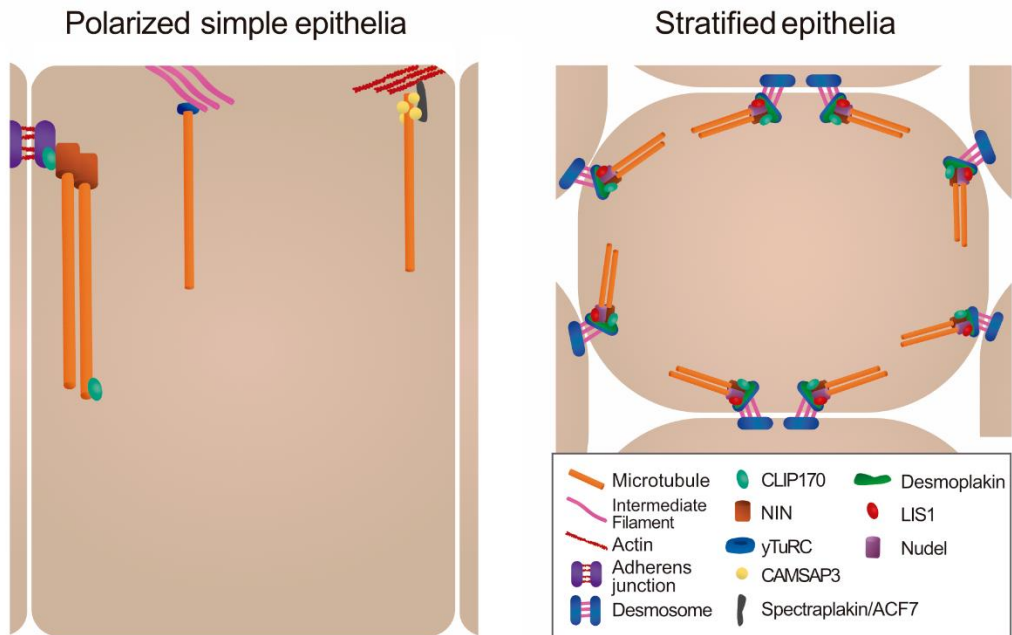 Polarized simple epithelia
Stratified epithelia
Microtubule
Intermediate
Filament
Actin
Adherens
junction
Desmosome
CLIP170
NIN
yTuRC
CAMSAP3
Spectraplakin/ACF7
Desmoplakin
LIS1
Nudel